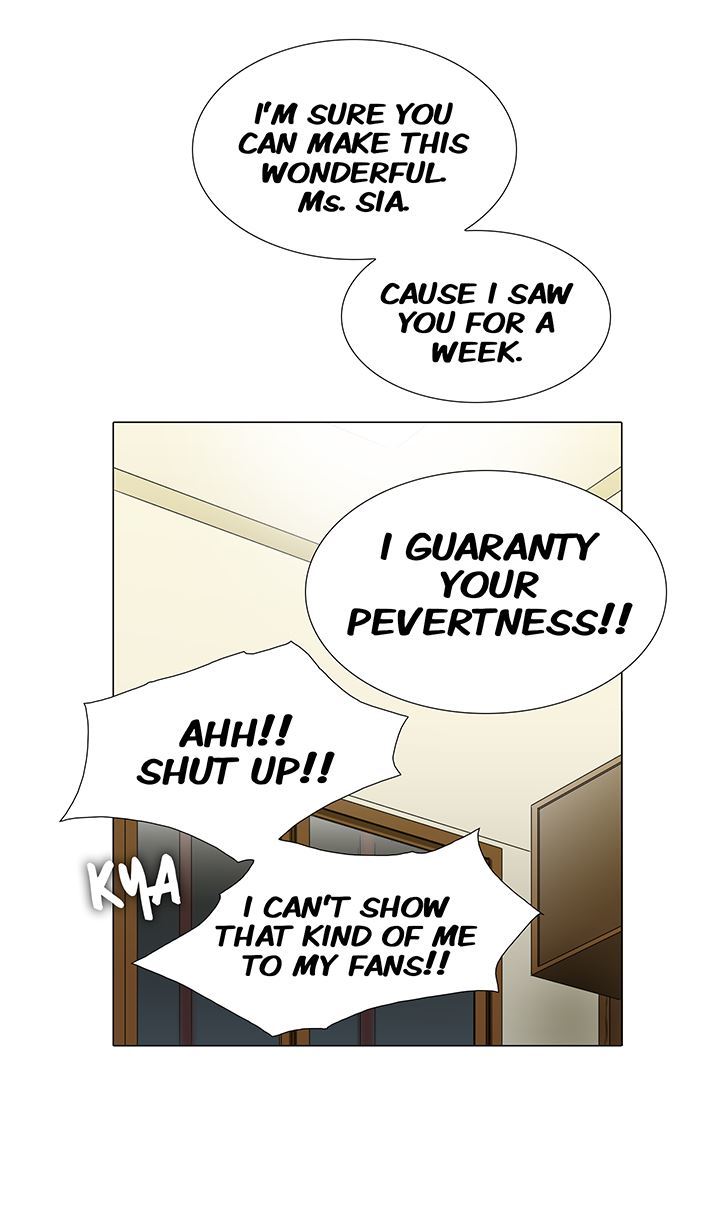 I'M SURE YOU
CAN MAKE THIS
WONDERFUL.
Ms. SIA.
CAUSE I SAW
YOU FOR A
WEEK.
I GUARANTY
YOUR
PEVERTNESS!!
AHH!!
SHUT UP!!
KYA
I CAN'T SHOW
THAT KIND OF ME
TO MY FANS!!